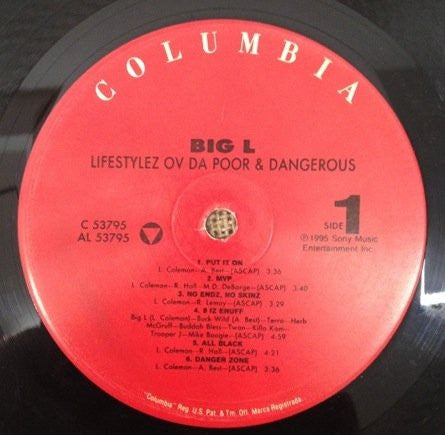 COLUMBIA
BIG L
LIFESTYLEZ OV DA POOR & DANGEROUS
C 53795
AL 53795
SIDE 1
℗1995 Sony Music
Entertainment Inc.
1. PUT IT ON
L. Coleman–A. Best–(ASCAP) 3:36
2. MVP
L. Coleman–R. Hall–M.D. DeBarge–(ASCAP) 3:40
3. NO ENDZ, NO SKINZ
L. Coleman–R. Lemay–(ASCAP) 3:29
4. 8 IZ ENUFF
Big L (L. Coleman)–Buck Wild (A. Best)–Terra–Herb
McGruff–Buddah Bless–Twan–Killa Kam–
Trooper J–Mike Boogie–(ASCAP) 4:59
5. ALL BLACK
L. Coleman–R. Hall–(ASCAP) 4:21
6. DANGER ZONE
L. Coleman–A. Best–(ASCAP) 3:36
"Columbia" Reg. U.S. Pat. & Tm. Off. Marca Registrada.